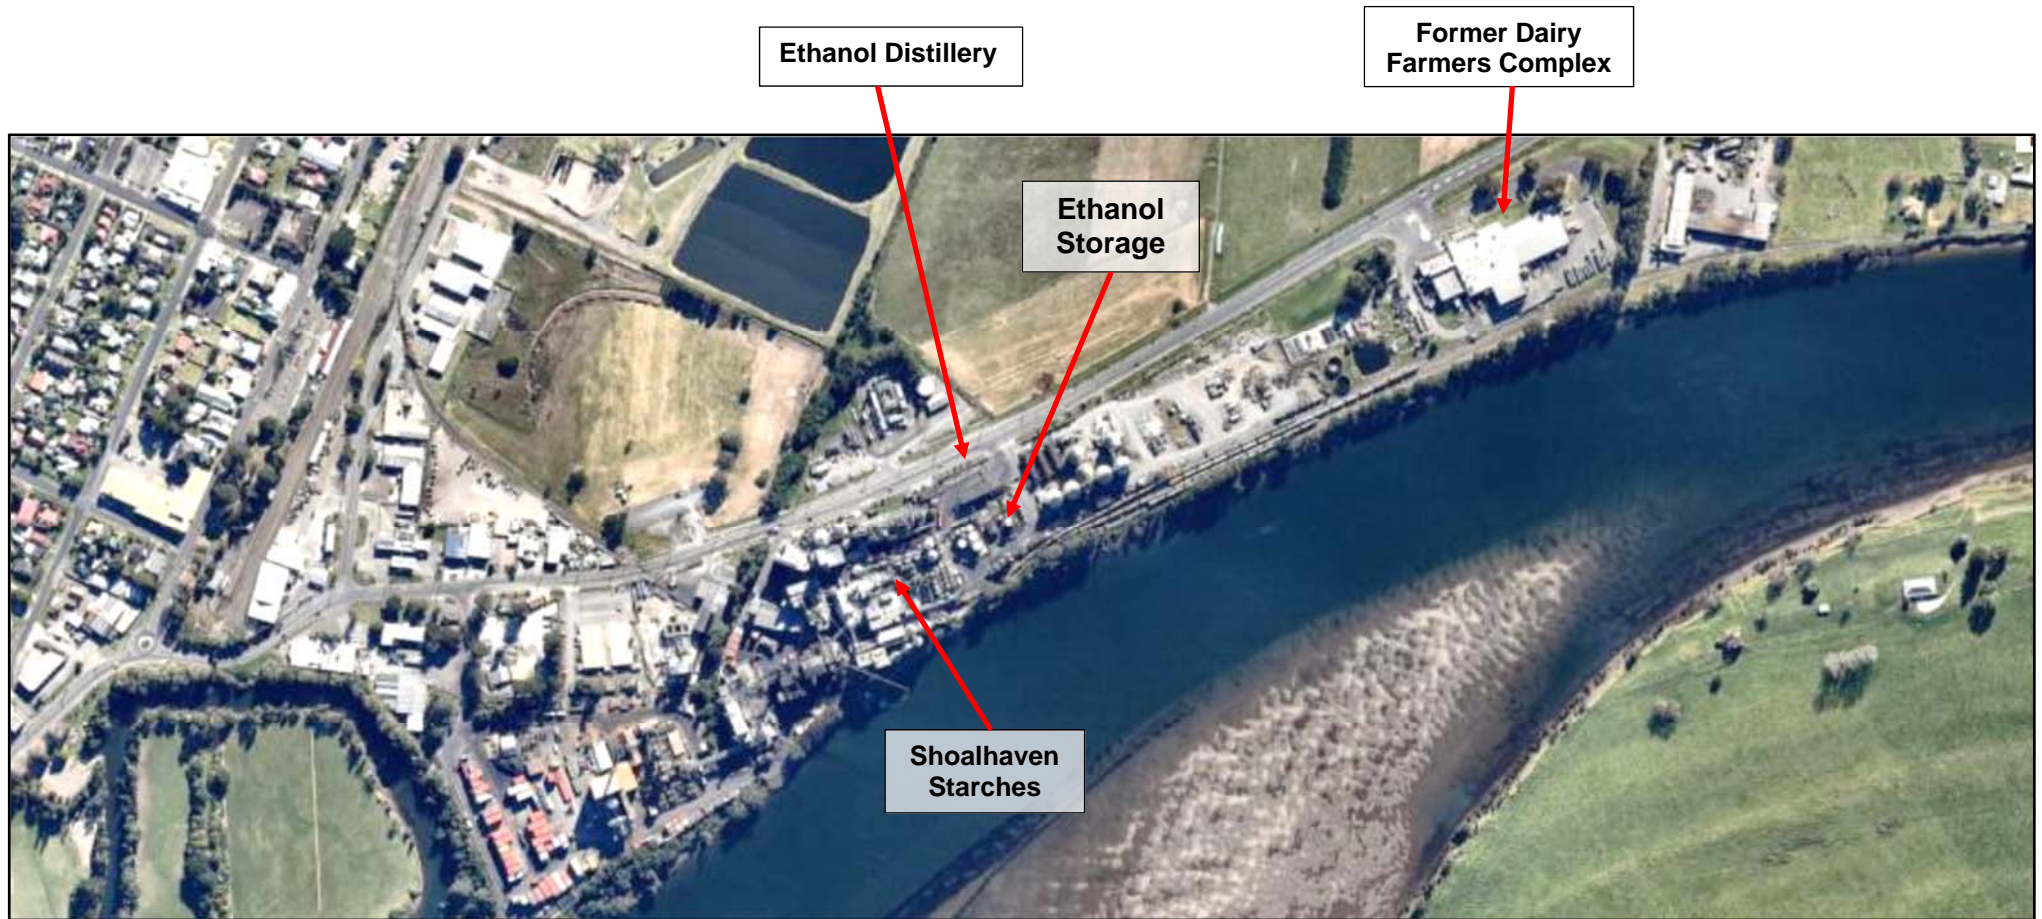 Ethanol Distillery
Former Dairy
Farmers Complex
Ethanol
Storage
Shoalhaven
Starches